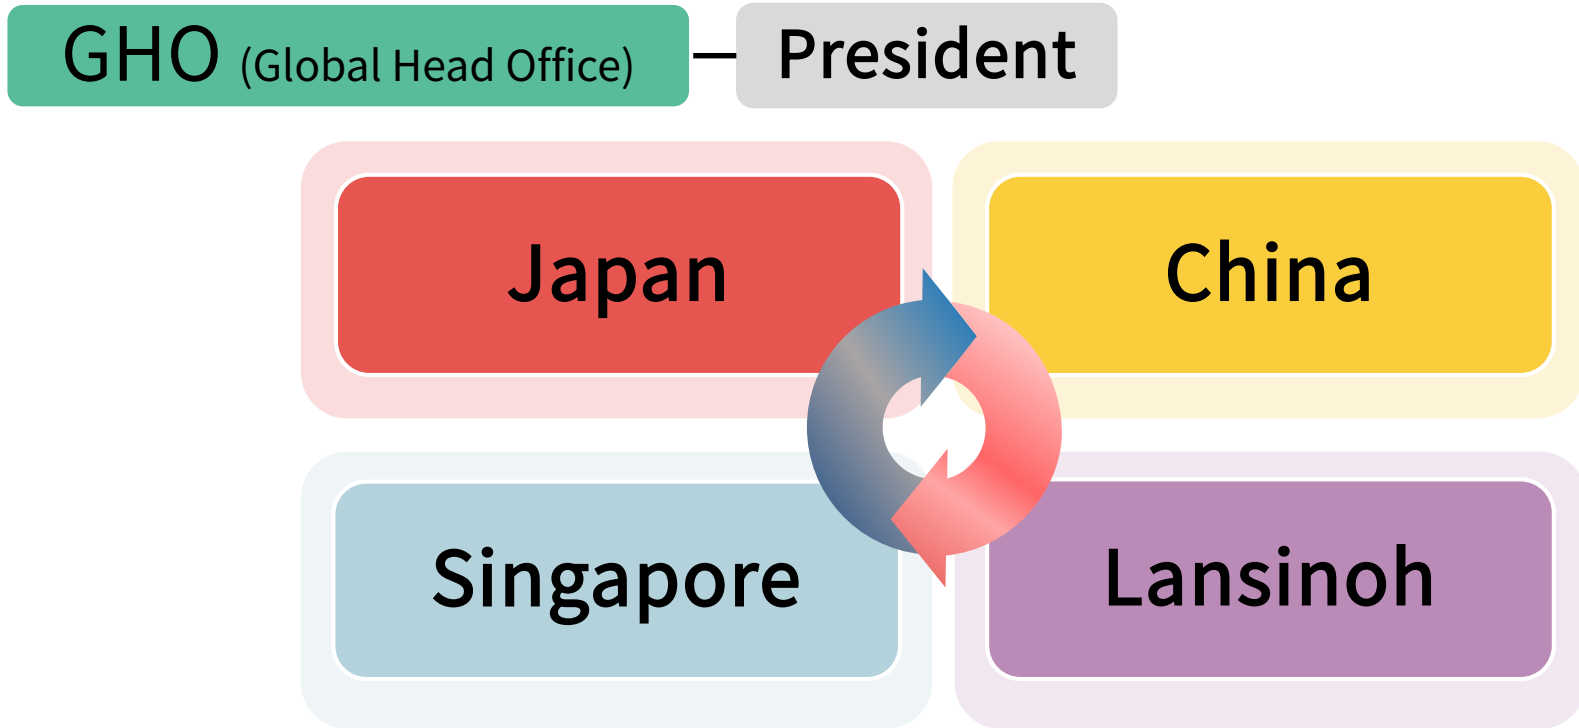 GHO (Global Head Office)
President
Japan
China
Singapore
Lansinoh